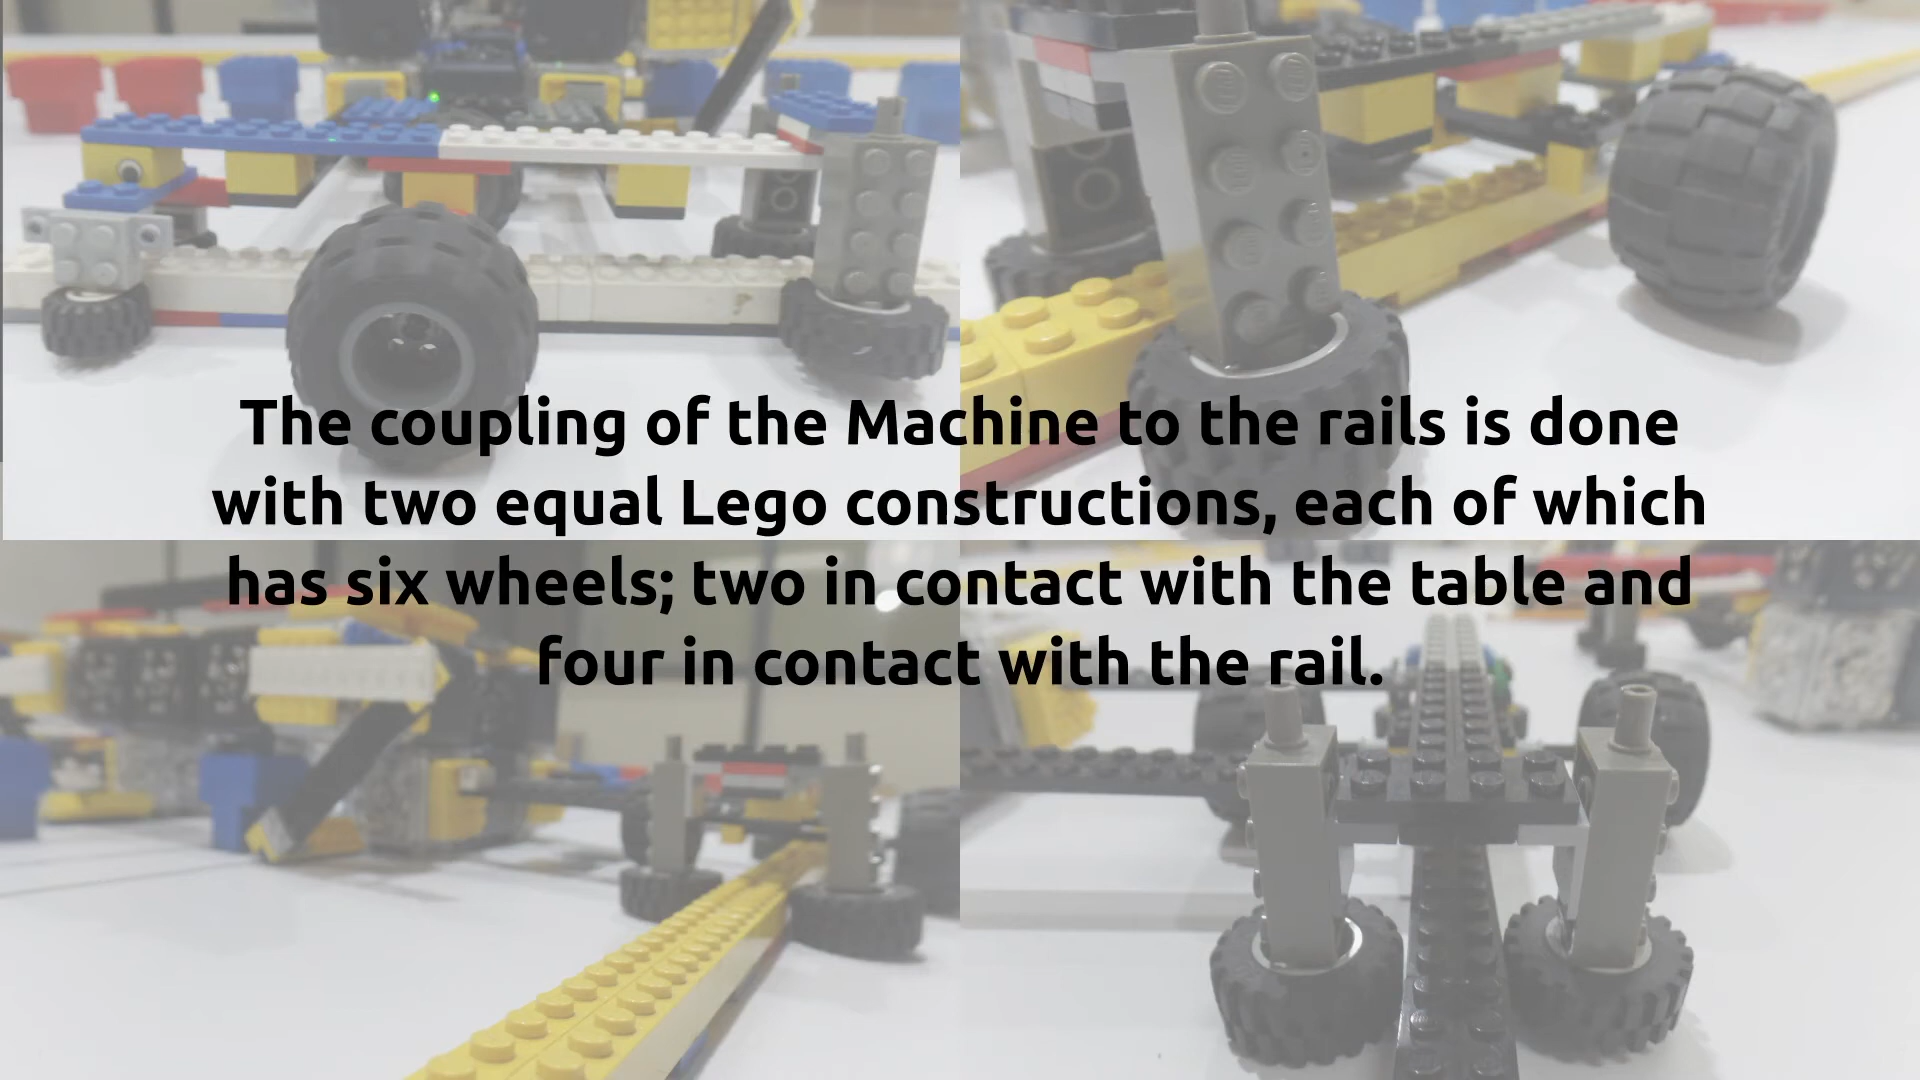 The coupling of the Machine to the rails is done
with two equal Lego constructions, each of which
has six wheels; two in contact with the table and
four in contact with the rail.